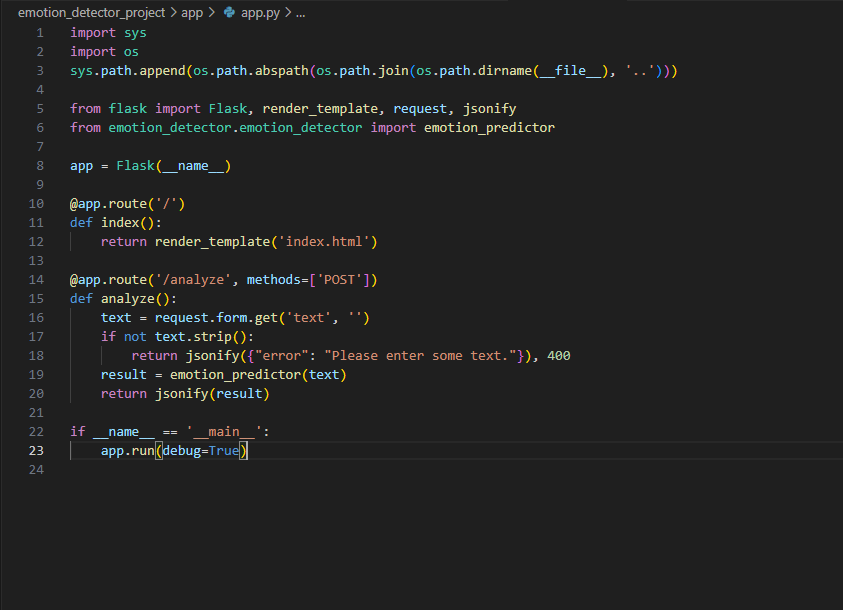 emotion_detector_project > app > app.py > ...
1 import sys
2 import os
3 sys.path.append(os.path.abspath(os.path.join(os.path.dirname(__file__), '..')))
4
5 from flask import Flask, render_template, request, jsonify
6 from emotion_detector.emotion_detector import emotion_predictor
7
8 app = Flask(__name__)
9
10 @app.route('/')
11 def index():
12     return render_template('index.html')
13
14 @app.route('/analyze', methods=['POST'])
15 def analyze():
16     text = request.form.get('text', '')
17     if not text.strip():
18         return jsonify({"error": "Please enter some text."}), 400
19     result = emotion_predictor(text)
20     return jsonify(result)
21
22 if __name__ == '__main__':
23     app.run(debug=True)
24